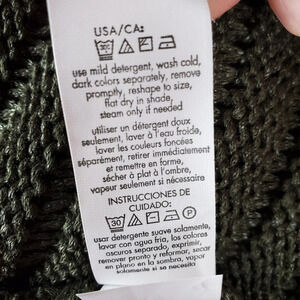 USA/CA:
use mild detergent, wash cold,
dark colors separately, remove
promptly, reshape to size,
flat dry in shade,
steam only if needed
utiliser un détergent doux
seulement, laver à l'eau froide,
laver les couleurs foncées
séparément, retirer immédiatement
et remettre en forme,
sécher à plat à l'ombre,
vapeur seulement si nécessaire
INSTRUCCIONES DE
CUIDADO:
30 P
usar detergente suave solamente,
lavar con agua fria, los colores
oscuros separado, exprimir,
remover pronto y reformar, secar
en plano en la sombra, vapor
solamente si se necesita